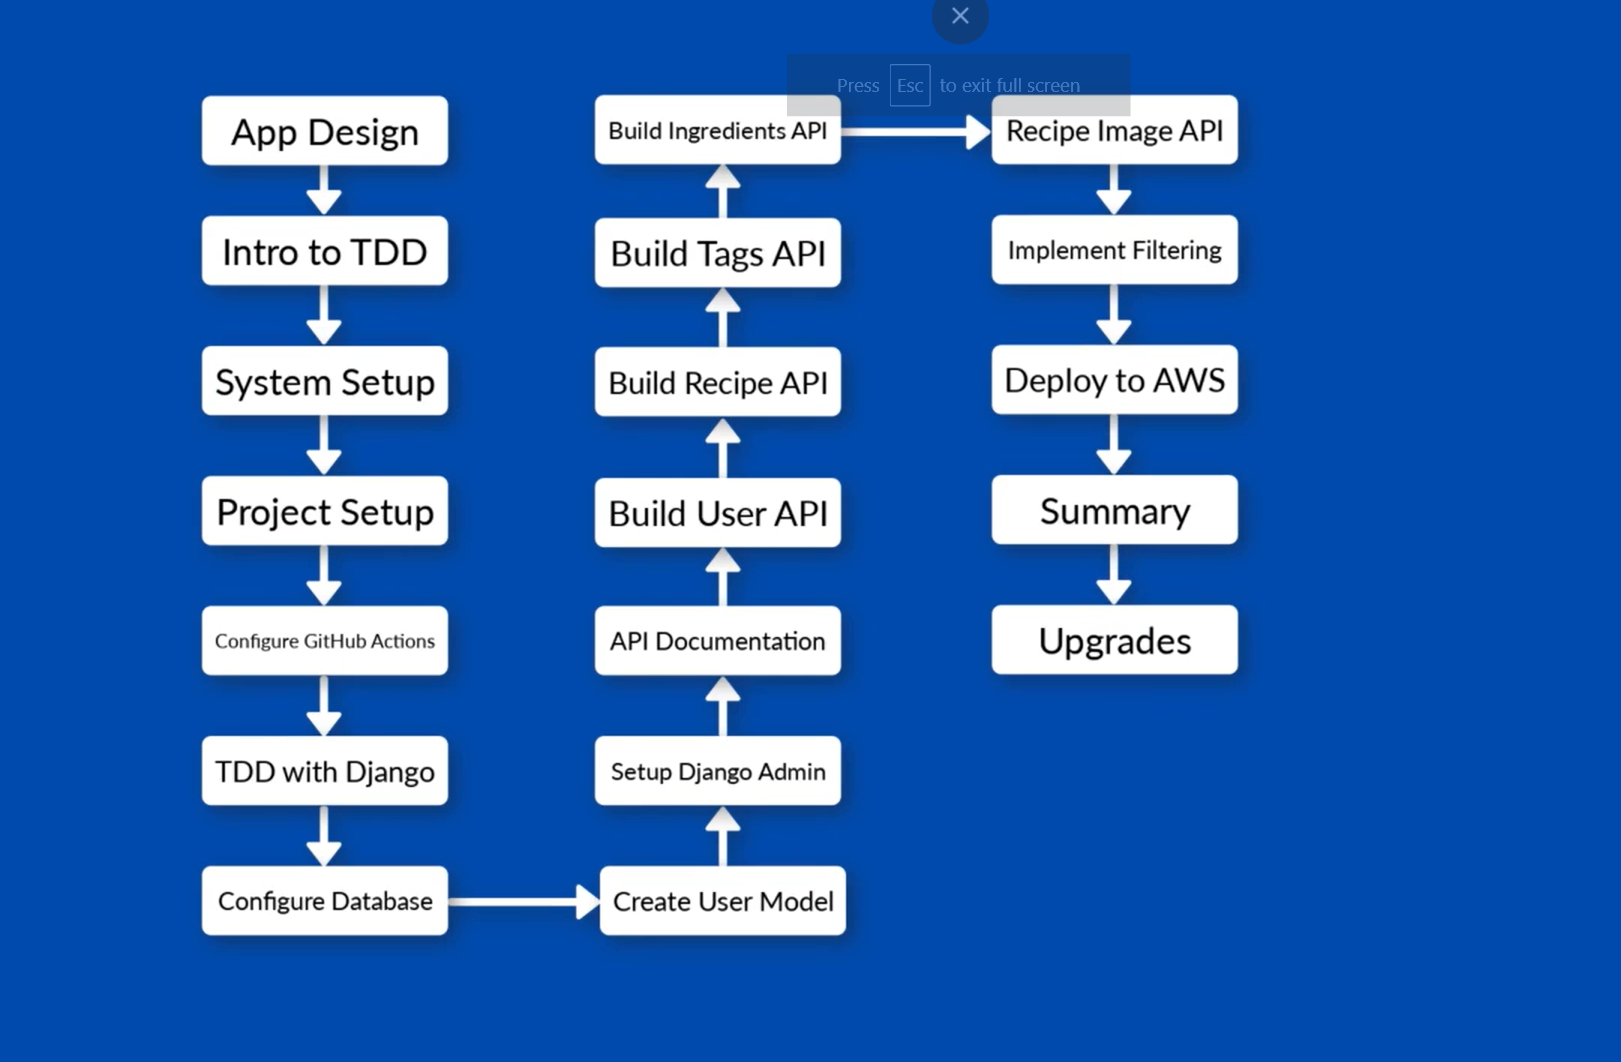 Press Esc to exit full screen
App Design
Intro to TDD
System Setup
Project Setup
Configure GitHub Actions
TDD with Django
Configure Database
Create User Model
Setup Django Admin
API Documentation
Build User API
Build Recipe API
Build Tags API
Build Ingredients API
Recipe Image API
Implement Filtering
Deploy to AWS
Summary
Upgrades